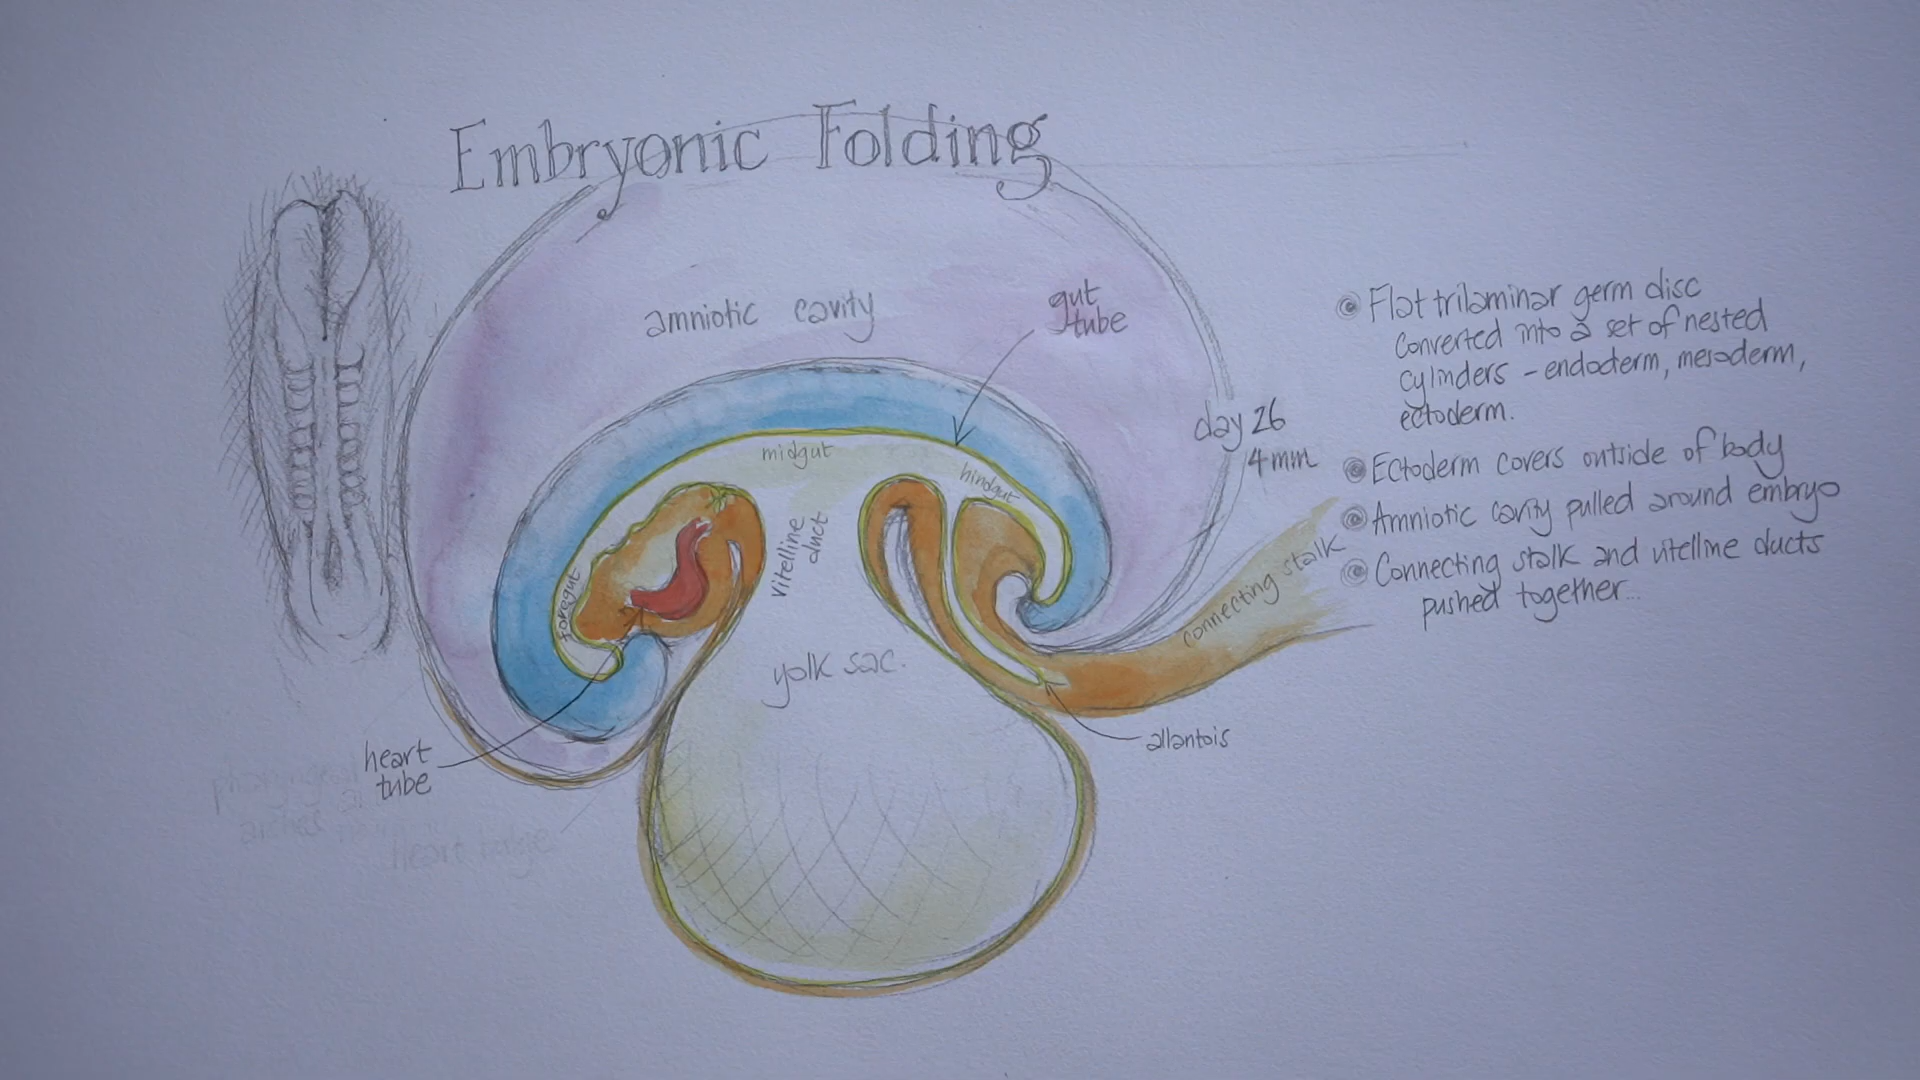 Embryonic Folding
amniotic cavity
gut
tube
midgut
hindgut
foregut
vitelline
duct
yolk sac.
heart
tube
allantois
connecting stalk
day 26
4mm
Flat trilaminar germ disc
converted into a set of nested
cylinders - endoderm, mesoderm,
ectoderm.
Ectoderm covers outside of body
Amniotic cavity pulled around embryo
Connecting stalk and vitelline ducts
pushed together...
arches
heart